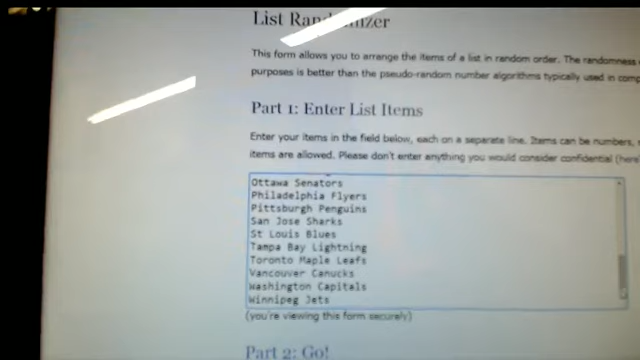 List Randomizer
This form allows you to arrange the items of a list in random order. The randomness
purposes is better than the pseudo-random number algorithms typically used in
Part 1: Enter List Items
Enter your items in the field below, each on a separate line. Items can be numbers,
items are allowed. Please don't enter anything you would consider confidential (here
Ottawa Senators
Philadelphia Flyers
Pittsburgh Penguins
San Jose Sharks
St Louis Blues
Tampa Bay Lightning
Toronto Maple Leafs
Vancouver Canucks
Washington Capitals
Winnipeg Jets
(you're viewing this form securely)
Part 2: Go!